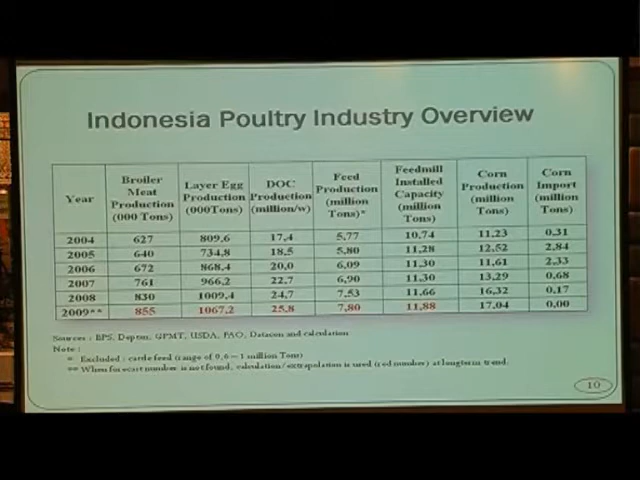 Indonesia Poultry Industry Overview
Year | Broiler Meat Production (000 Tons) | Layer Egg Production (000Tons) | DOC Production (million/w) | Feed Production (million Tons)* | Feedmill Installed Capacity (million Tons) | Corn Production (million Tons) | Corn Import (million Tons)
2004 | 627 | 809,6 | 17,4 | 5,77 | 10,74 | 11,23 | 0,31
2005 | 640 | 734,8 | 18,5 | 5,80 | 11,28 | 12,52 | 2,84
2006 | 672 | 868,4 | 20,0 | 6,09 | 11,30 | 11,61 | 2,33
2007 | 761 | 966,2 | 22,7 | 6,90 | 11,30 | 13,29 | 0,68
2008 | 830 | 1009,4 | 24,7 | 7,53 | 11,66 | 16,32 | 0,17
2009** | 855 | 1067,2 | 25,8 | 7,80 | 11,88 | 17,04 | 0,00
Sources : BPS, Deptan, GPMT, USDA, FAO, Datacon and calculation
Note :
* Excluded : feed (range of 0,6 – 1 million Tons)
** When forecast number is not found, calculation/extrapolation is used (red number) at longterm trend.
10